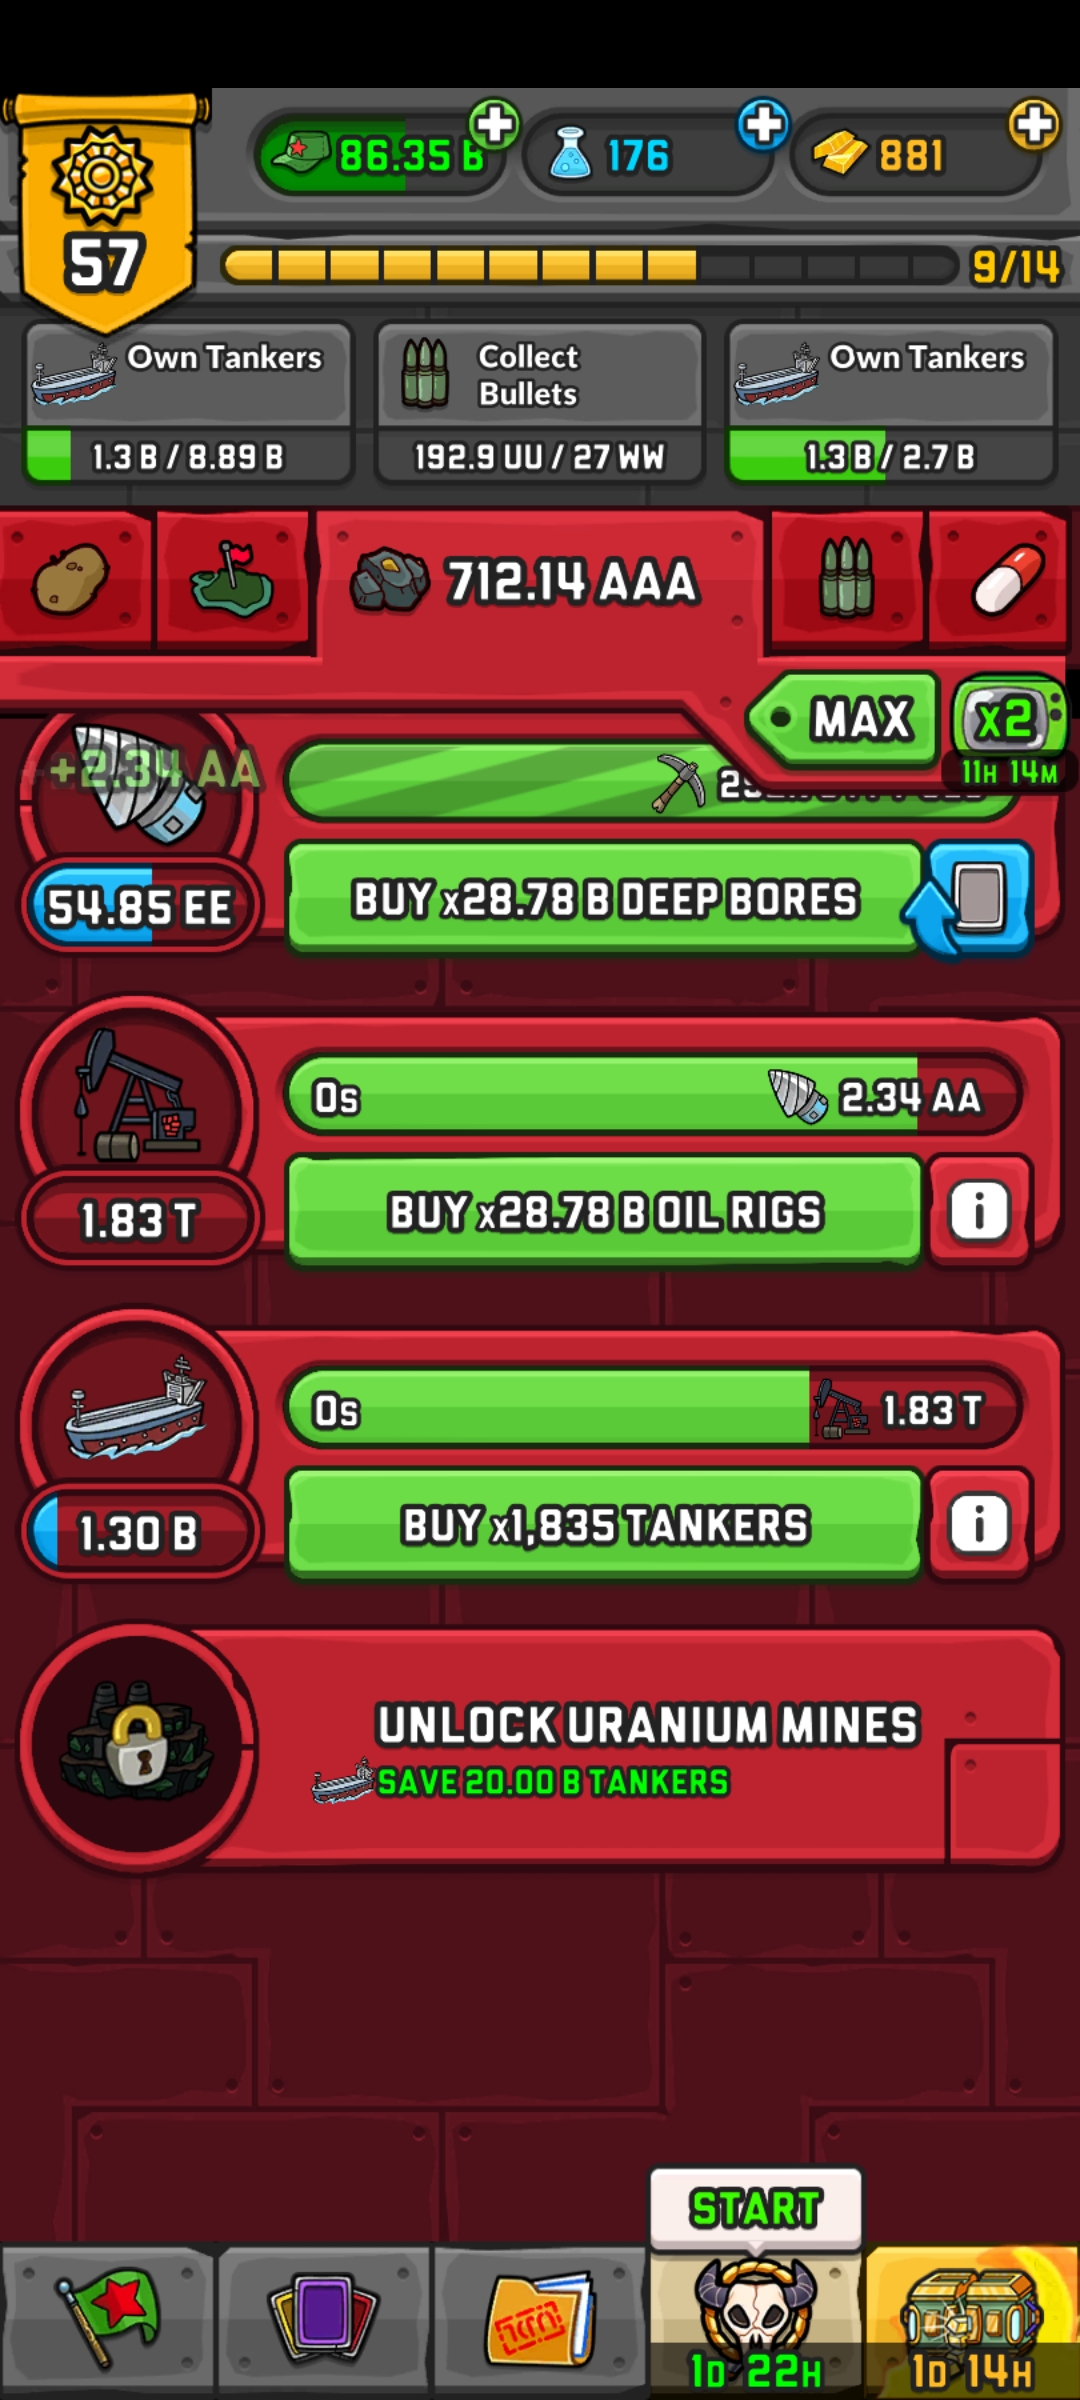 86.35 B
176
881
57
9/14
Own Tankers
Collect
Bullets
Own Tankers
1.3 B / 8.89 B
192.9 UU / 27 WW
1.3 B / 2.7 B
712.14 AAA
MAX
x2
11H 14M
+2.34 AA
54.85 EE
BUY x28.78 B DEEP BORES
0s
2.34 AA
1.83 T
BUY x28.78 B OIL RIGS
i
0s
1.83 T
1.30 B
BUY x1,835 TANKERS
i
UNLOCK URANIUM MINES
SAVE 20.00 B TANKERS
START
1D 22H
1D 14H